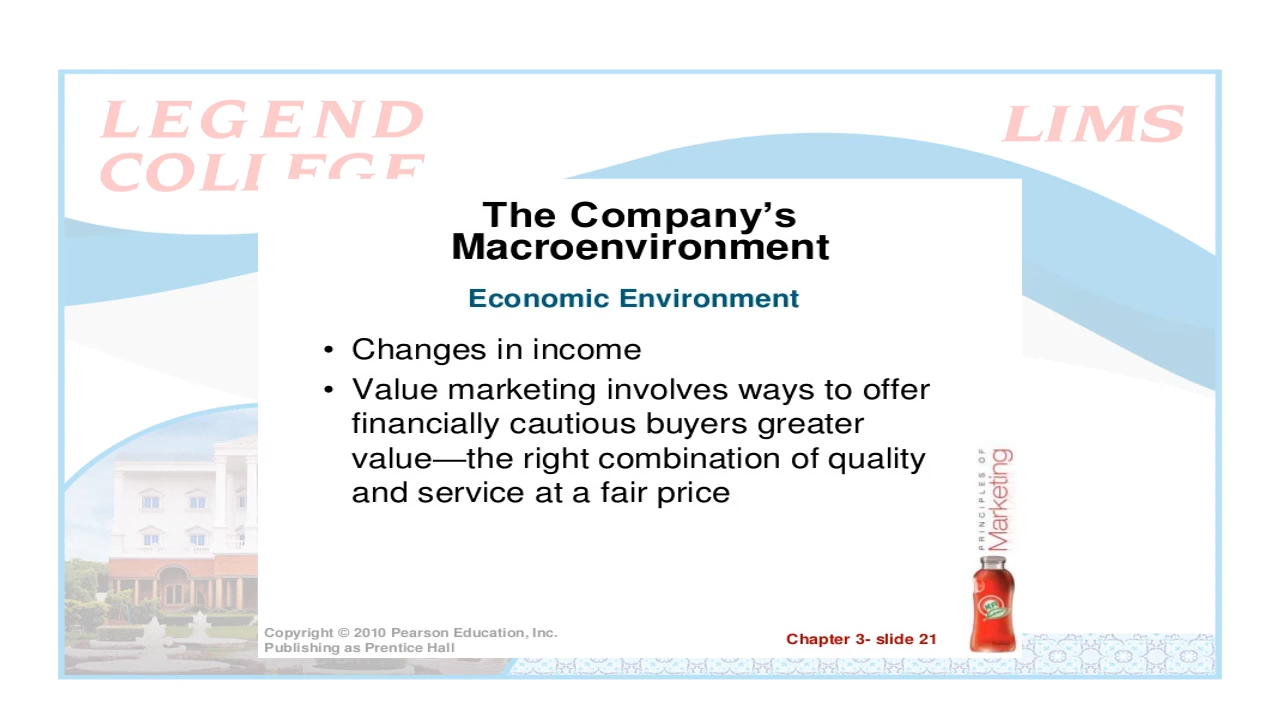 LEGEND
COLLEGE
LIMS
The Company’s
Macroenvironment
Economic Environment
• Changes in income
• Value marketing involves ways to offer
financially cautious buyers greater
value—the right combination of quality
and service at a fair price
PRINCIPLES OF
Marketing
Copyright © 2010 Pearson Education, Inc.
Publishing as Prentice Hall
Chapter 3- slide 21